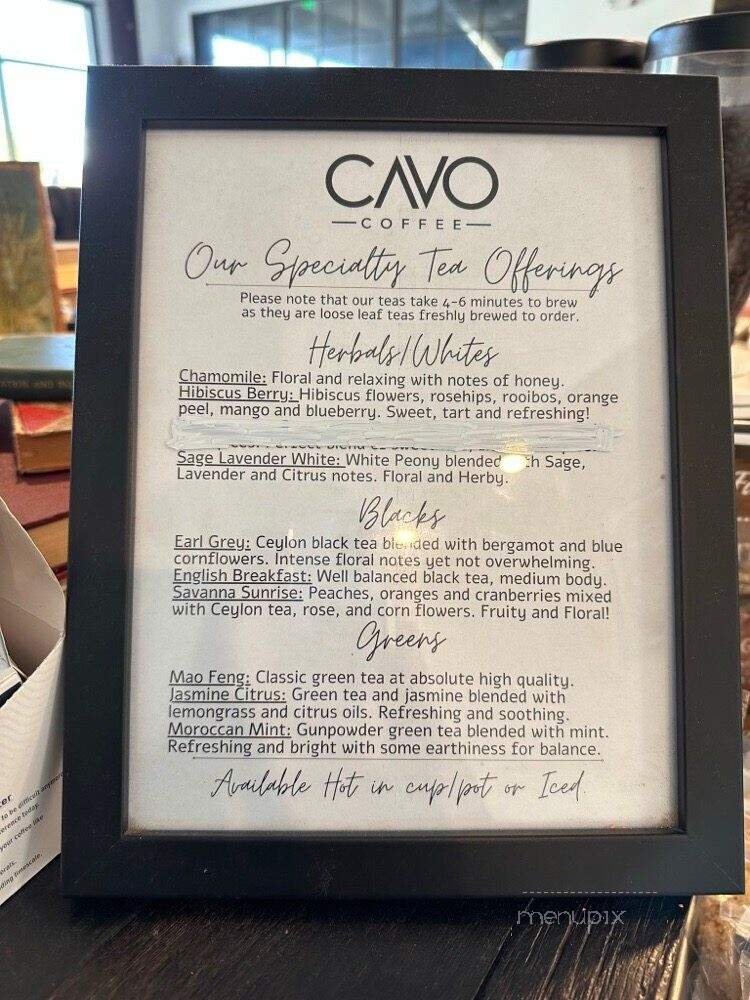 CAVO
COFFEE
Our Specialty Tea Offerings
Please note that our teas take 4-6 minutes to brew
as they are loose leaf teas freshly brewed to order.
Herbals/Whites
Chamomile: Floral and relaxing with notes of honey.
Hibiscus Berry: Hibiscus flowers, rosehips, rooibos, orange
peel, mango and blueberry. Sweet, tart and refreshing!
Sage Lavender White: White Peony blended Sage,
Lavender and Citrus notes. Floral and Herby.
Blacks
Earl Grey: Ceylon black tea blended with bergamot and blue
cornflowers. Intense floral notes yet not overwhelming.
English Breakfast: Well balanced black tea, medium body.
Savanna Sunrise: Peaches, oranges and cranberries mixed
with Ceylon tea, rose, and corn flowers. Fruity and Floral!
Greens
Mao Feng: Classic green tea at absolute high quality.
Jasmine Citrus: Green tea and jasmine blended with
lemongrass and citrus oils. Refreshing and soothing.
Moroccan Mint: Gunpowder green tea blended with mint.
Refreshing and bright with some earthiness for balance.
Available Hot in cup/pot or Iced.
to be difficult anymore
your coffee like
timescale.
menupix